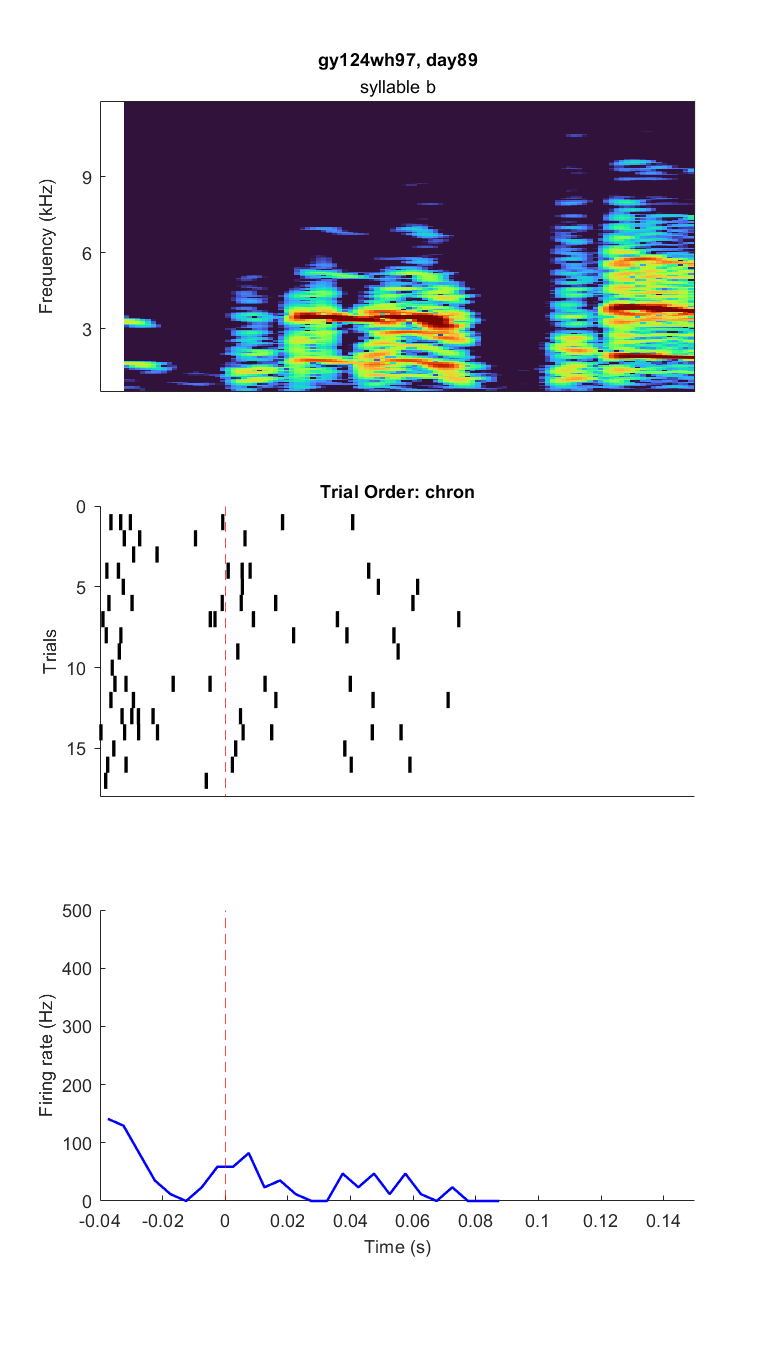 gy124wh97, day89
syllable b
Frequency (kHz)
9
6
3
Trial Order: chron
Trials
0
5
10
15
Firing rate (Hz)
500
400
300
200
100
0
-0.04 -0.02 0 0.02 0.04 0.06 0.08 0.1 0.12 0.14
Time (s)